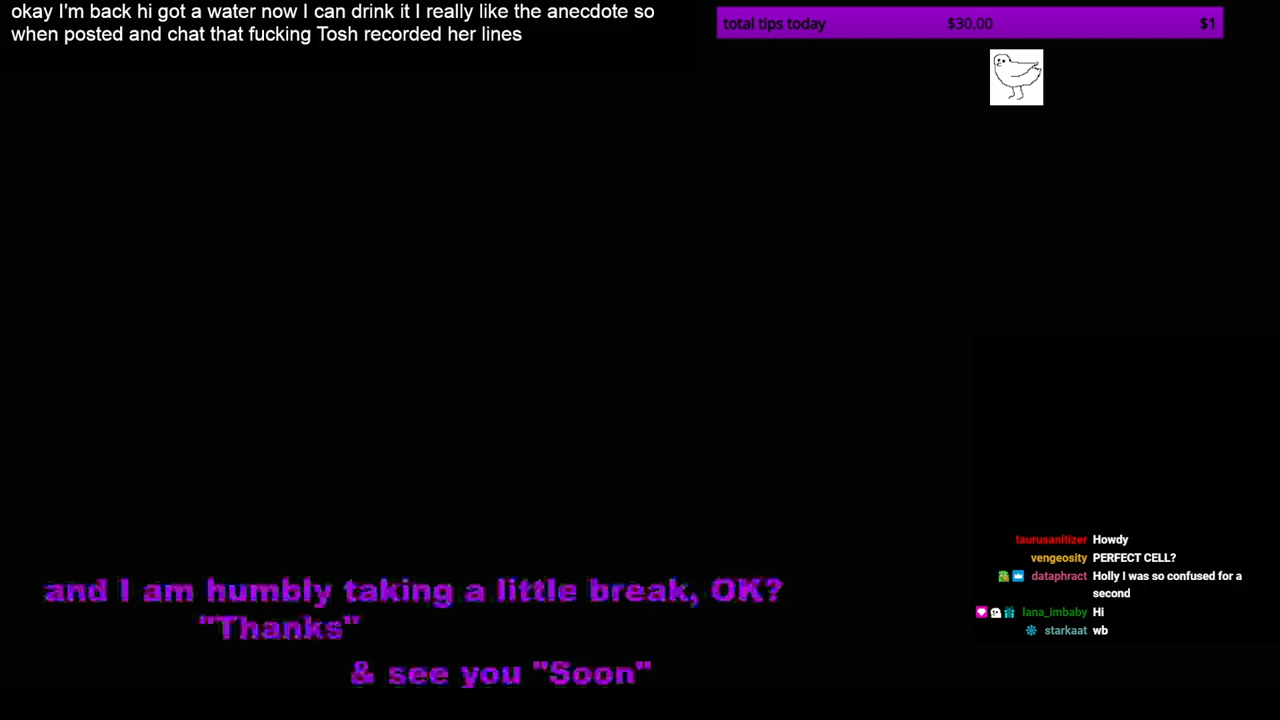 okay I'm back hi got a water now I can drink it I really like the anecdote so
when posted and chat that fucking Tosh recorded her lines
total tips today $30.00 $1
taurusanitizer Howdy
vengeosity PERFECT CELL?
dataphract Holly I was so confused for a
second
lana_imbaby Hi
starkaat wb
and I am humbly taking a little break, OK?
"Thanks"
& see you "Soon"